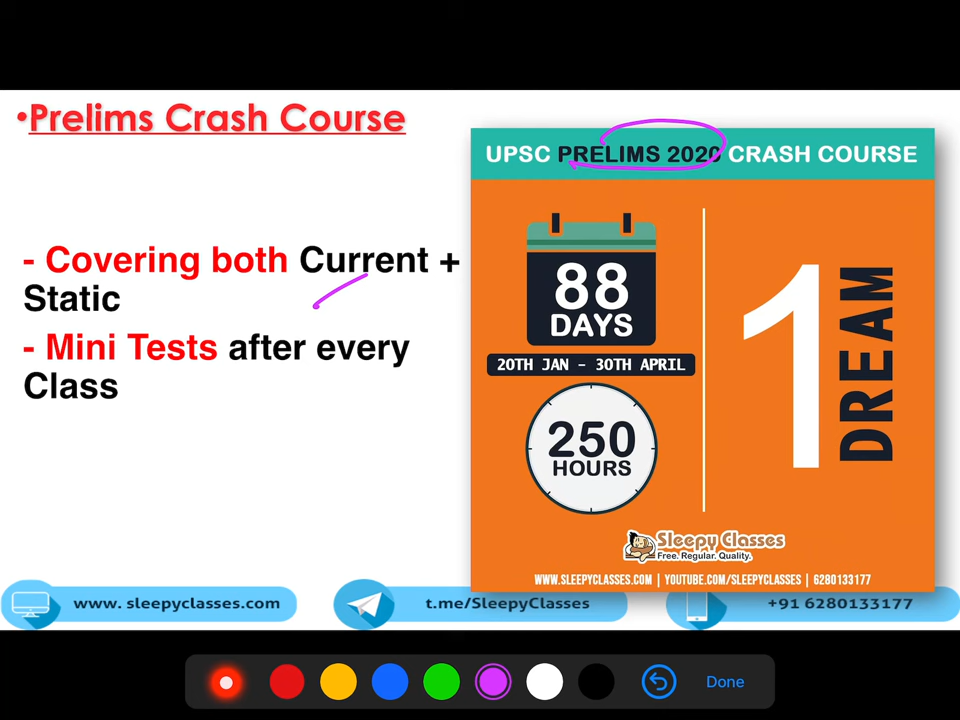 •Prelims Crash Course
- Covering both Current +
Static
- Mini Tests after every
Class
UPSC PRELIMS 2020 CRASH COURSE
88
DAYS
20TH JAN - 30TH APRIL
250
HOURS
1
DREAM
Sleepy Classes
Free. Regular. Quality.
WWW.SLEEPYCLASSES.COM | YOUTUBE.COM/SLEEPYCLASSES | 6280133177
www. sleepyclasses.com
t.me/SleepyClasses
+91 6280133177
Done